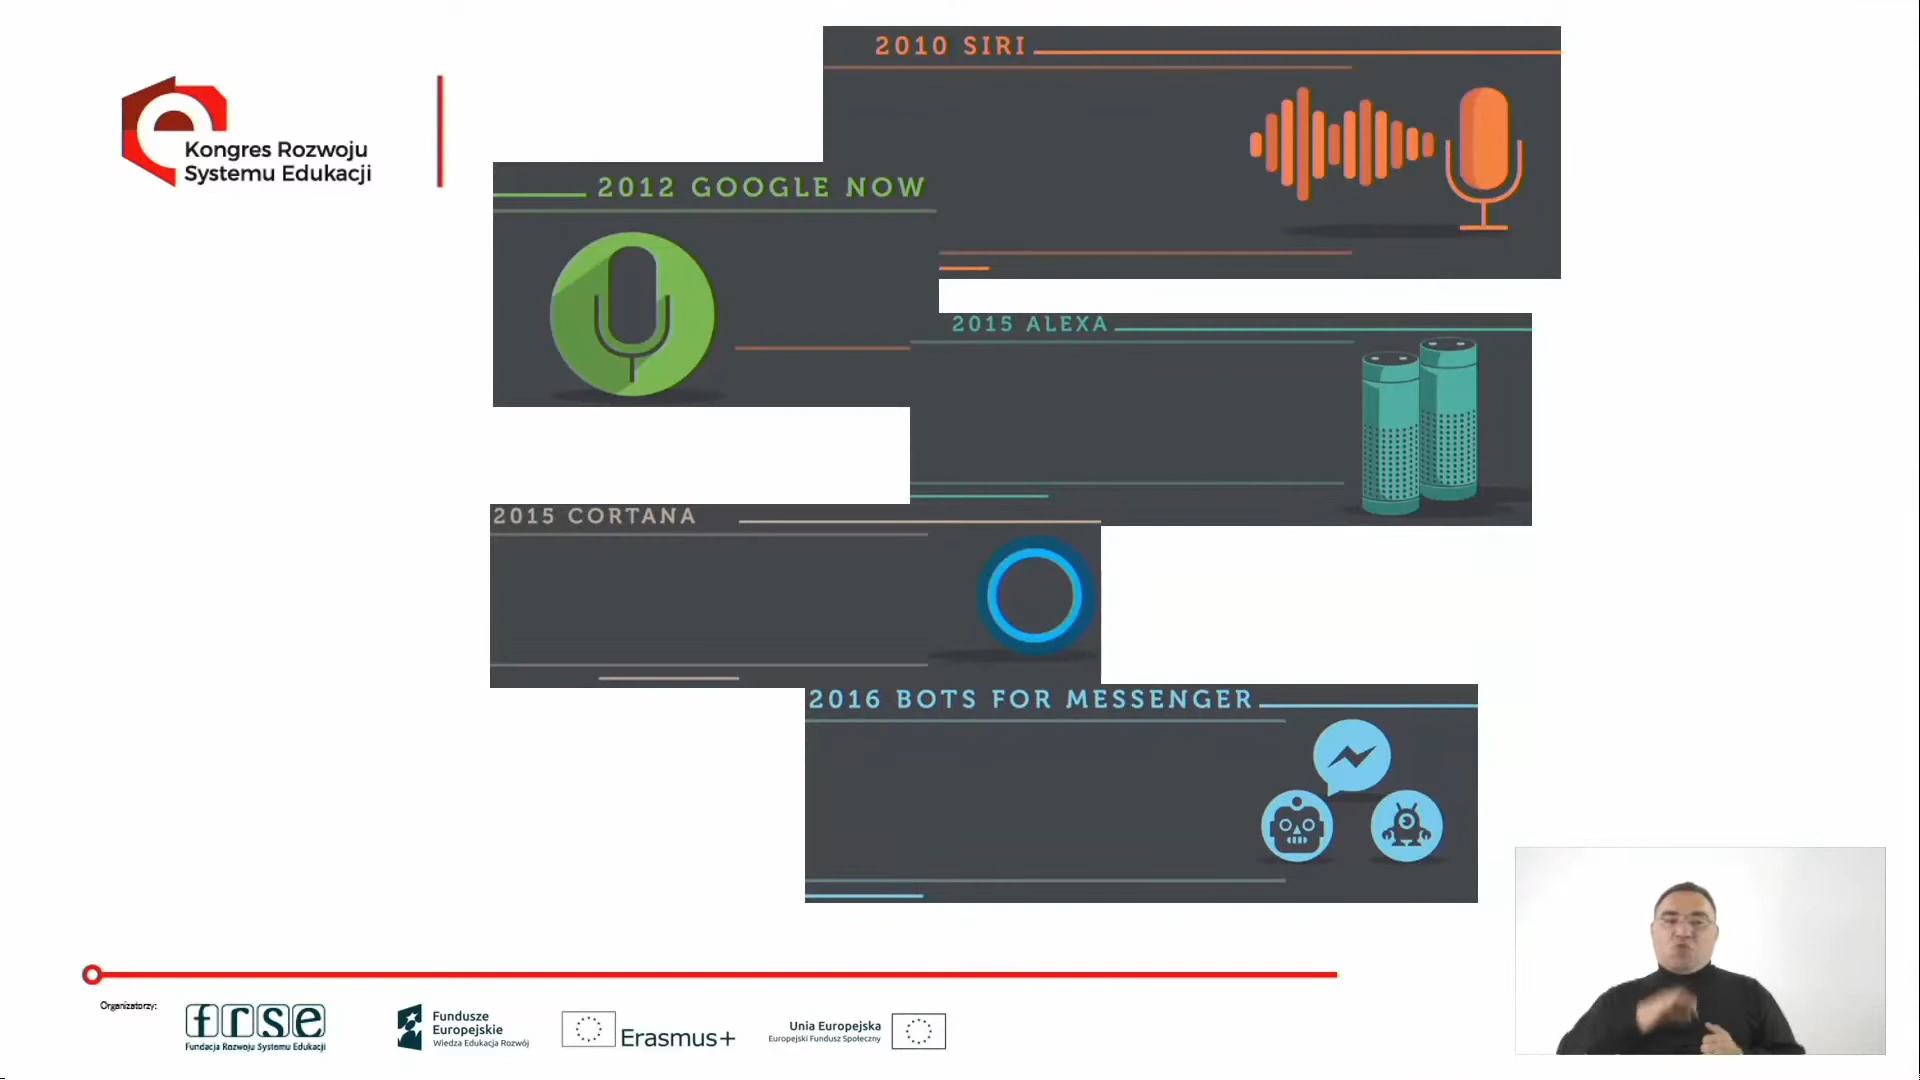 2010 SIRI
Kongres Rozwoju
Systemu Edukacji
2012 GOOGLE NOW
2015 ALEXA
2015 CORTANA
2016 BOTS FOR MESSENGER
Organizatorzy:
frse
Fundacja Rozwoju Systemu Edukacji
Fundusze
Europejskie
Wiedza Edukacja Rozwój
Erasmus+
Unia Europejska
Europejski Fundusz Społeczny